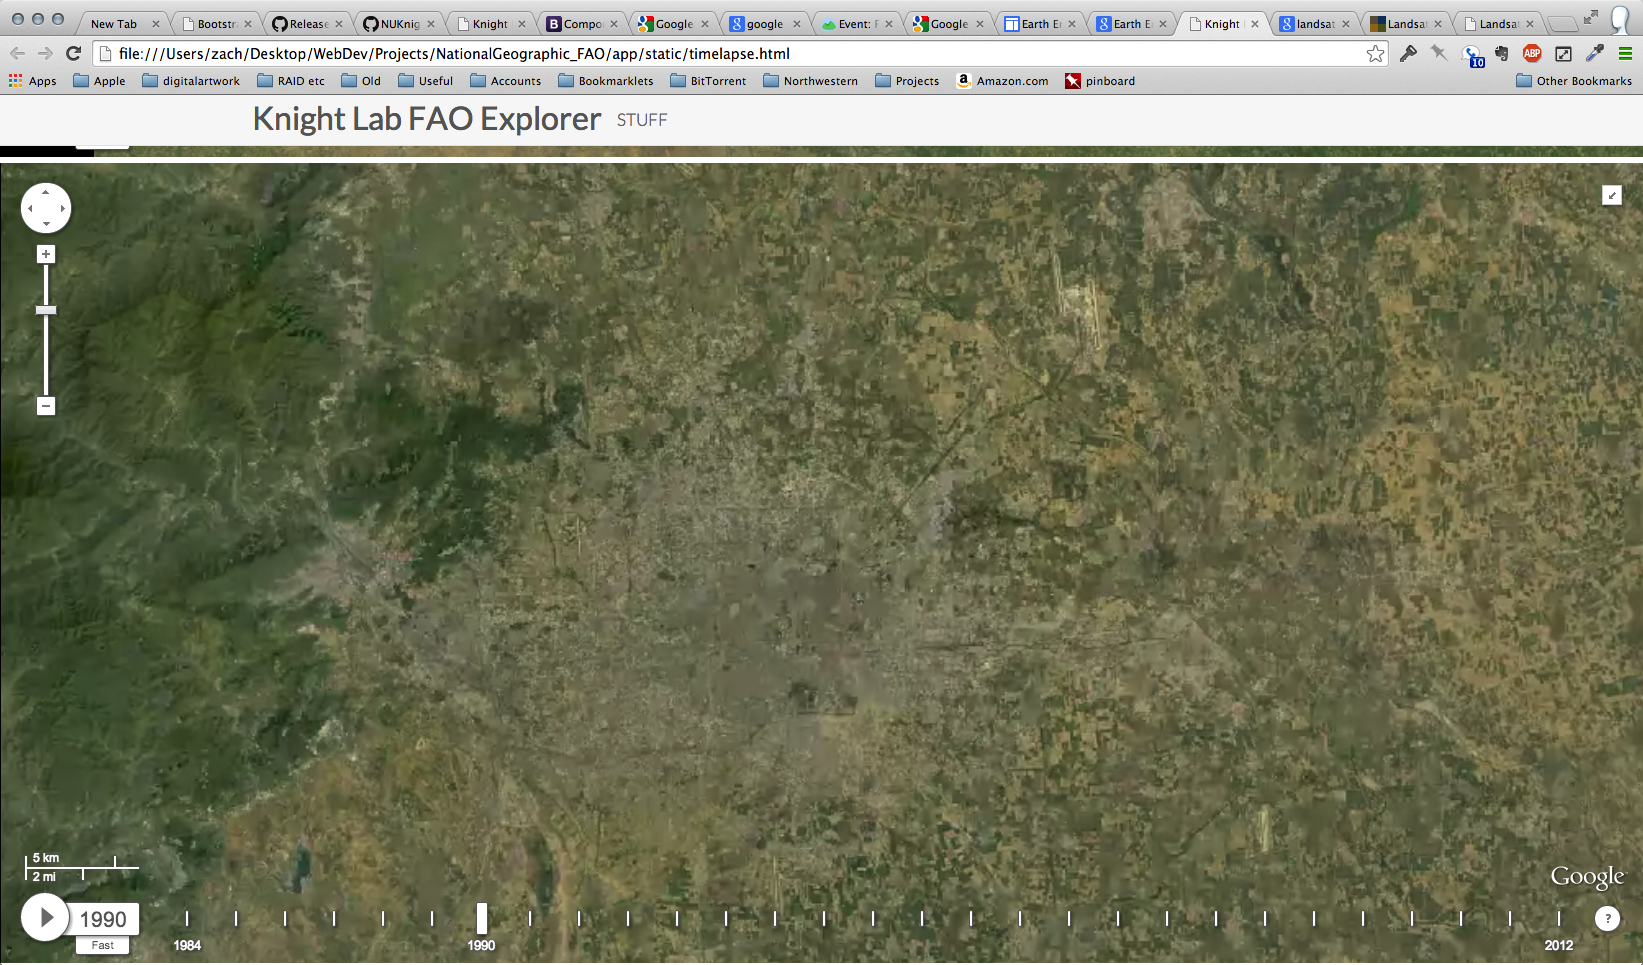 New Tab Bootstr Release NUKnig Knight Compo Google google Event: F Google Earth En Earth En Knight landsat Landsat Landsat
file:///Users/zach/Desktop/WebDev/Projects/NationalGeographic_FAO/app/static/timelapse.html
10 ABP
Apps Apple digitalartwork RAID etc Old Useful Accounts Bookmarklets BitTorrent Northwestern Projects Amazon.com pinboard Other Bookmarks
Knight Lab FAO Explorer STUFF
5 km
2 mi
Google
1990
Fast
1984 1990 2012
?